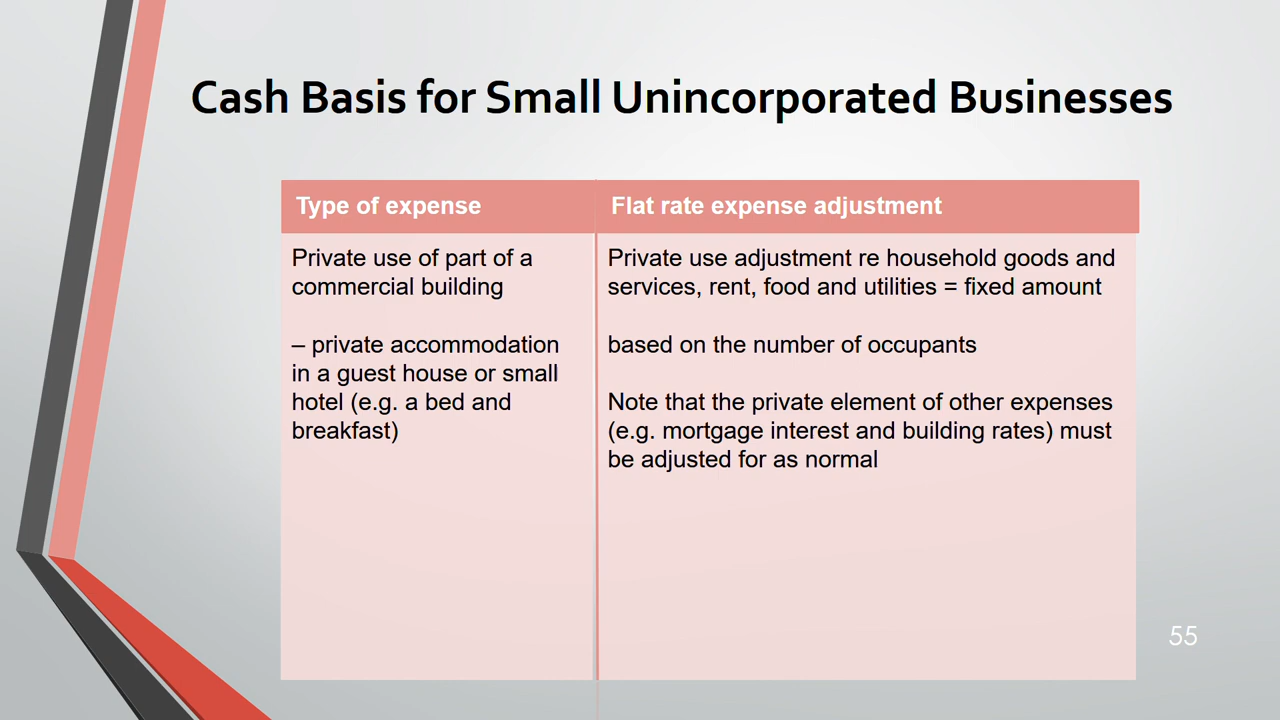 Cash Basis for Small Unincorporated Businesses
Type of expense
Flat rate expense adjustment
Private use of part of a
commercial building
– private accommodation
in a guest house or small
hotel (e.g. a bed and
breakfast)
Private use adjustment re household goods and
services, rent, food and utilities = fixed amount
based on the number of occupants
Note that the private element of other expenses
(e.g. mortgage interest and building rates) must
be adjusted for as normal
55